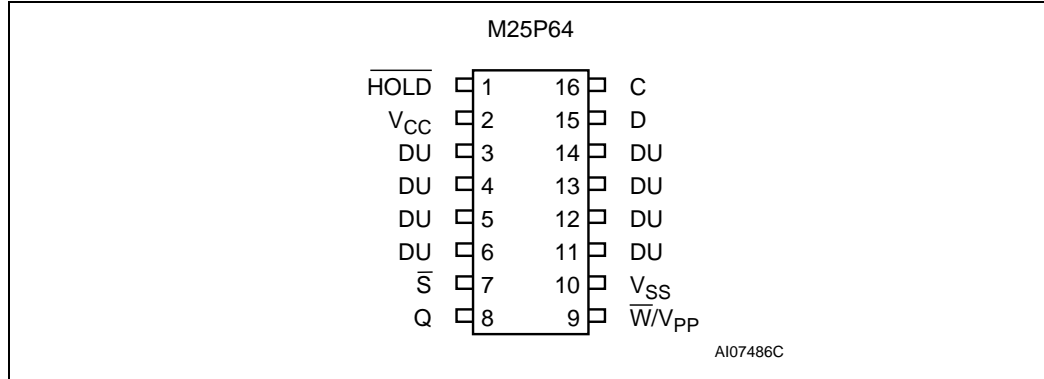 M25P64
HOLD 1 16 C
VCC 2 15 D
DU 3 14 DU
DU 4 13 DU
DU 5 12 DU
DU 6 11 DU
S 7 10 VSS
Q 8 9 W/VPP
AI07486C